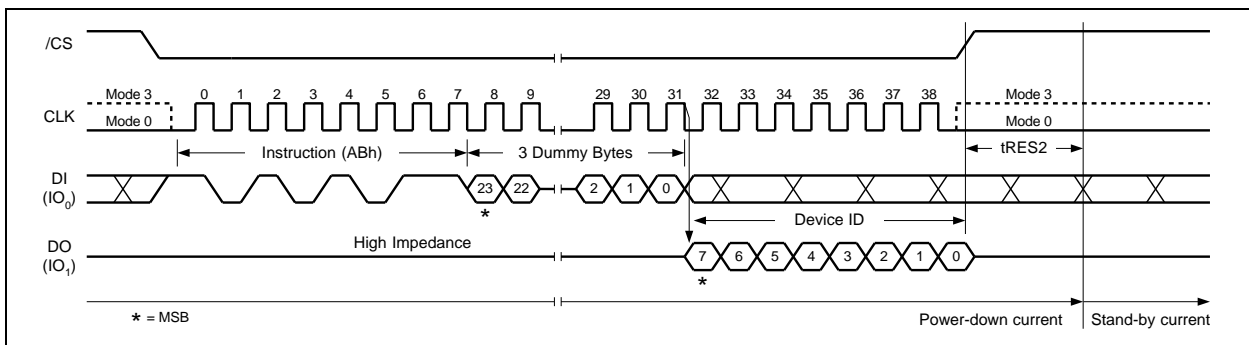 /CS
Mode 3 0 1 2 3 4 5 6 7 8 9 29 30 31 32 33 34 35 36 37 38 Mode 3
CLK
Mode 0 Mode 0
Instruction (ABh) 3 Dummy Bytes tRES2
DI
(IO0)
23 22 2 1 0
*
Device ID
DO
(IO1)
High Impedance
7 6 5 4 3 2 1 0
*
* = MSB
Power-down current Stand-by current